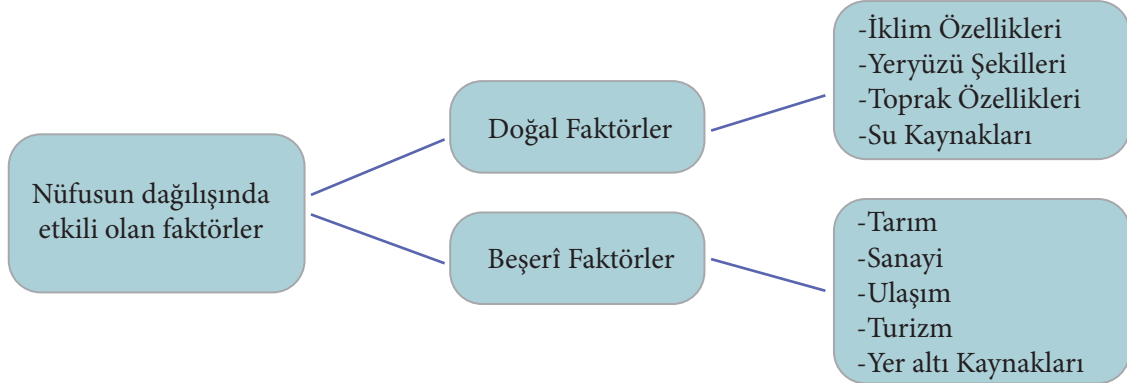 Nüfusun dağılışında
etkili olan faktörler
Doğal Faktörler
-İklim Özellikleri
-Yeryüzü Şekilleri
-Toprak Özellikleri
-Su Kaynakları
Beşerî Faktörler
-Tarım
-Sanayi
-Ulaşım
-Turizm
-Yer altı Kaynakları